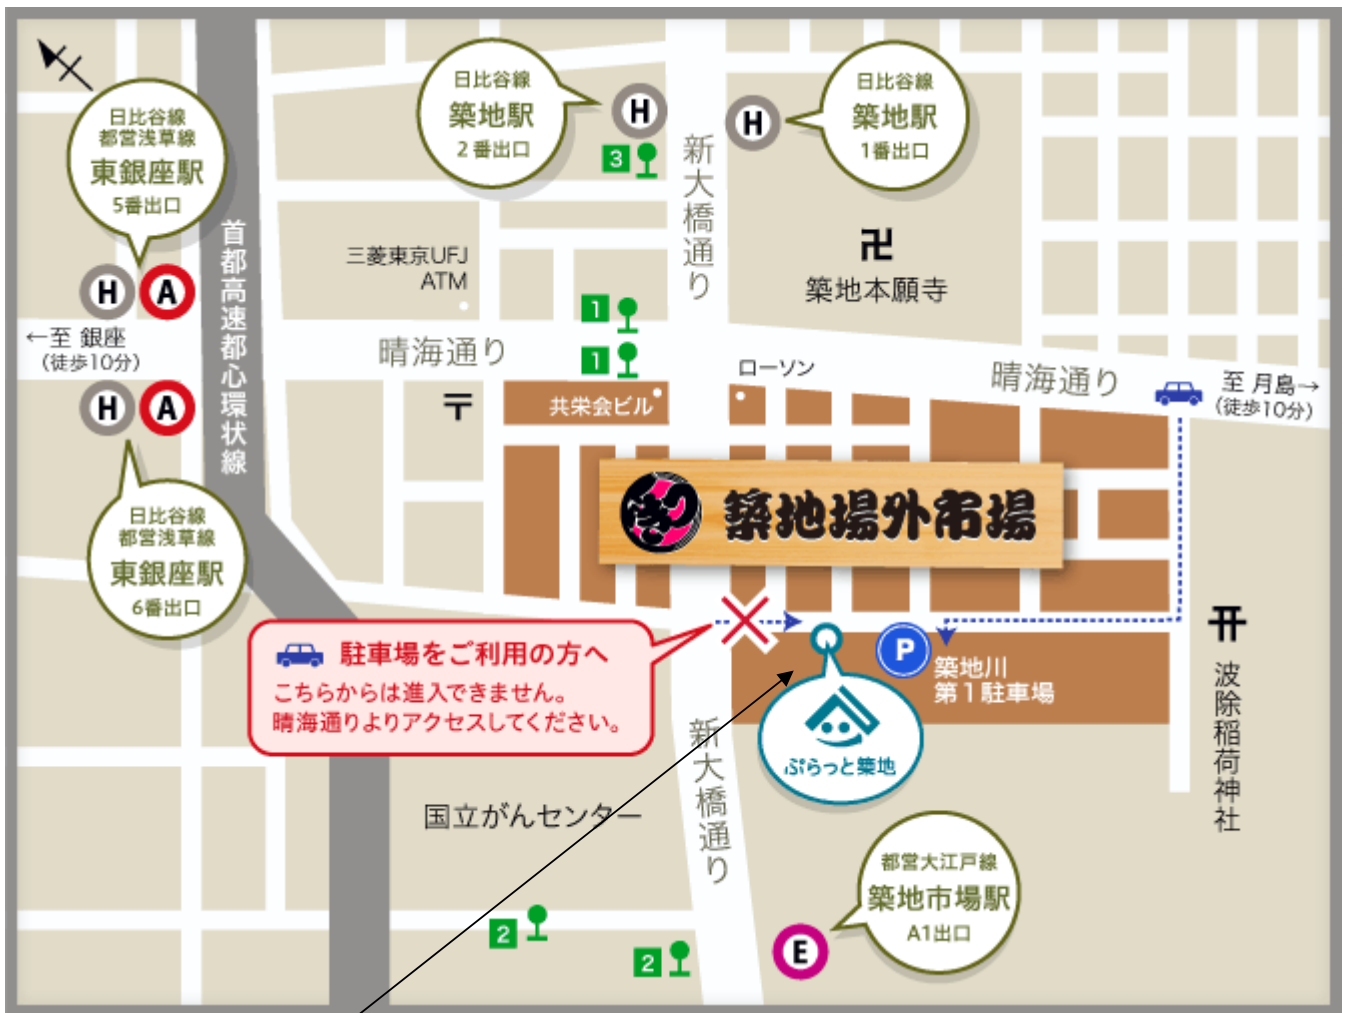 日比谷線
都営浅草線
東銀座駅
5番出口
日比谷線
築地駅
2番出口
H
3
H
日比谷線
築地駅
1番出口
新大橋通り
首都高速都心環状線
三菱東京UFJ
ATM
卍
築地本願寺
H
A
←至 銀座
(徒歩10分)
H
A
晴海通り
1
1
〒
共栄会ビル
ローソン
晴海通り
至 月島→
(徒歩10分)
築地場外市場
日比谷線
都営浅草線
東銀座駅
6番出口
駐車場をご利用の方へ
こちらからは進入できません。
晴海通りよりアクセスしてください。
P
築地川
第1駐車場
ぷらっと築地
波除稲荷神社
新大橋通り
国立がんセンター
都営大江戸線
築地市場駅
A1出口
E
2
2